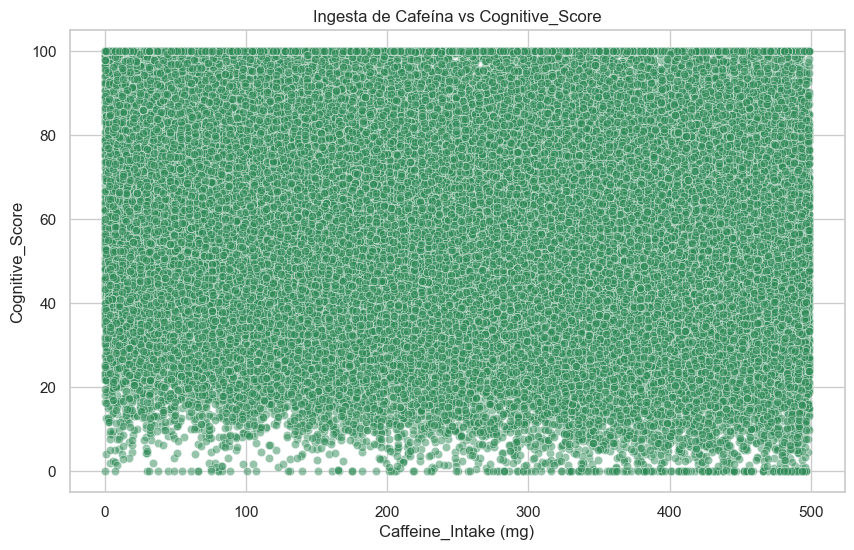 Ingesta de Cafeína vs Cognitive_Score
100
80
60
40
20
0
Cognitive_Score
0 100 200 300 400 500
Caffeine_Intake (mg)